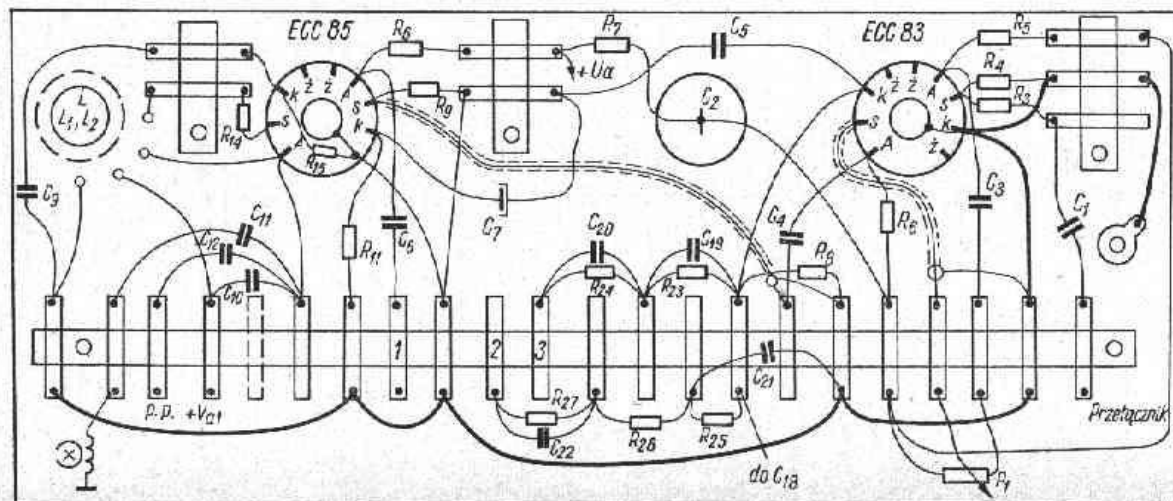 ECC 85
R6
R7
C5
ECC 83
R5
+Ua
R4
R3
C2
ż ż
A
s
k
k
s
A
R9
R14
R15
L
L1, L2
ż ż
A
s
k
ż
k
s
A
C9
C11
C12
C10
R11
C6
C7
C20
R24
C19
R23
C4
R8
R6
C3
C1
1
2
3
C21
p.p. +Va1
R27
C22
R26
R25
do C18
Przełącznik
P1